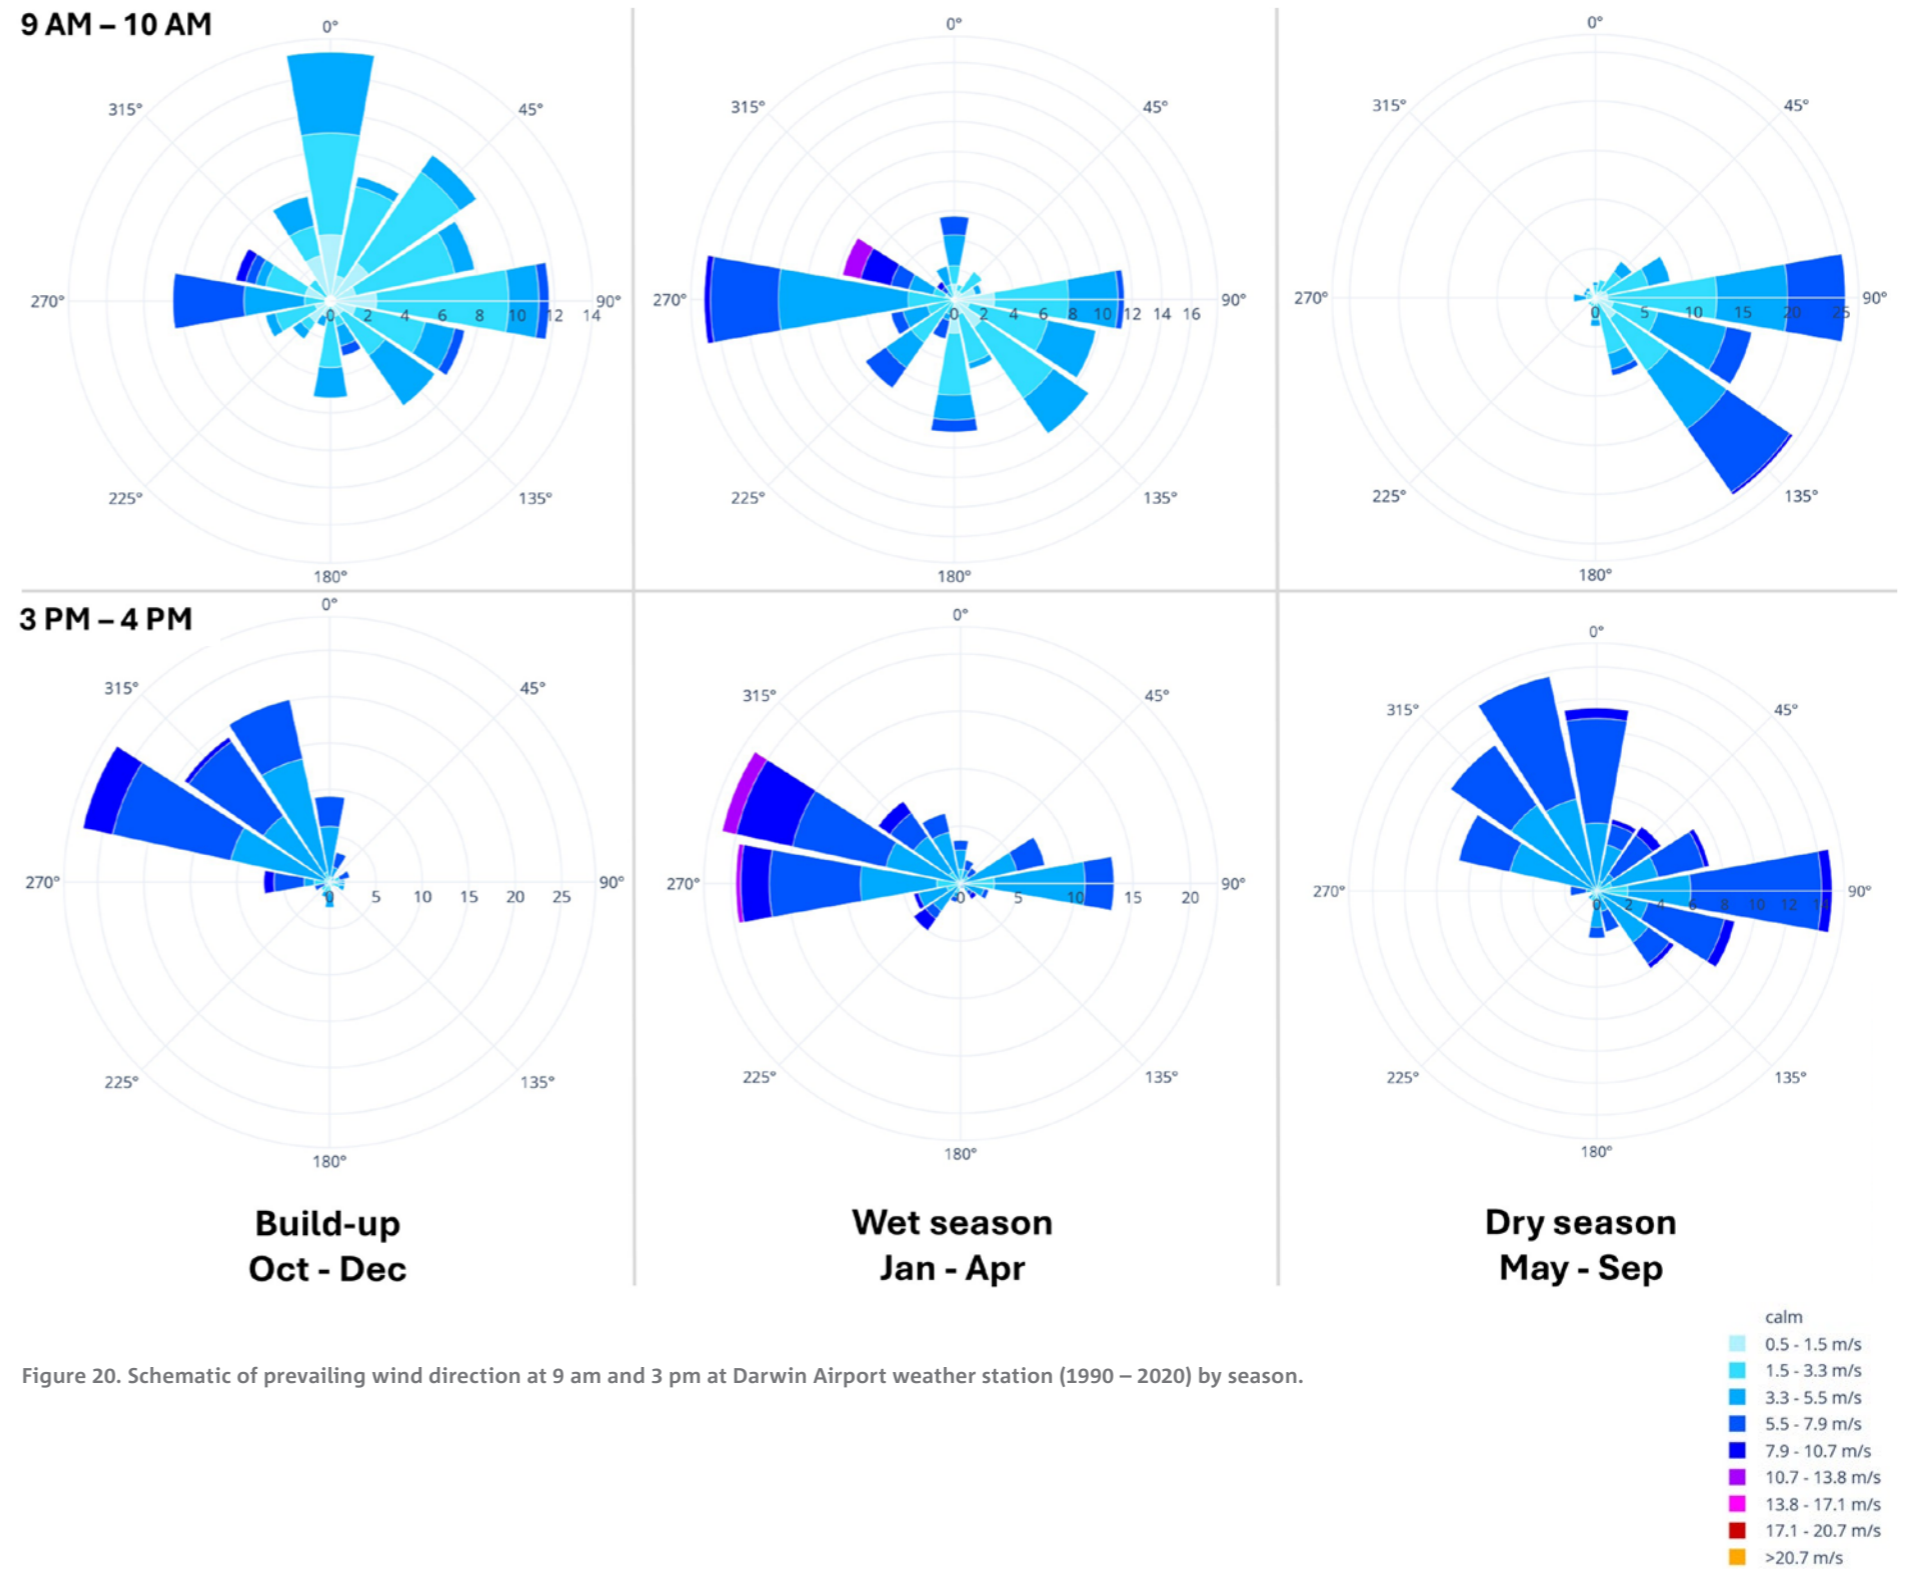 9 AM – 10 AM
0°
45°
90°
135°
180°
225°
270°
315°
0 2 4 6 8 10 12 14
0°
45°
90°
135°
180°
225°
270°
315°
0 2 4 6 8 10 12 14 16
0°
45°
90°
135°
180°
225°
270°
315°
0 5 10 15 20 25
3 PM – 4 PM
0°
45°
90°
135°
180°
225°
270°
315°
0 5 10 15 20 25
0°
45°
90°
135°
180°
225°
270°
315°
0 5 10 15 20
0°
45°
90°
135°
180°
225°
270°
315°
0 2 4 6 8 10 12 14
Build-up
Oct - Dec
Wet season
Jan - Apr
Dry season
May - Sep
calm
0.5 - 1.5 m/s
1.5 - 3.3 m/s
3.3 - 5.5 m/s
5.5 - 7.9 m/s
7.9 - 10.7 m/s
10.7 - 13.8 m/s
13.8 - 17.1 m/s
17.1 - 20.7 m/s
>20.7 m/s
Figure 20. Schematic of prevailing wind direction at 9 am and 3 pm at Darwin Airport weather station (1990 – 2020) by season.